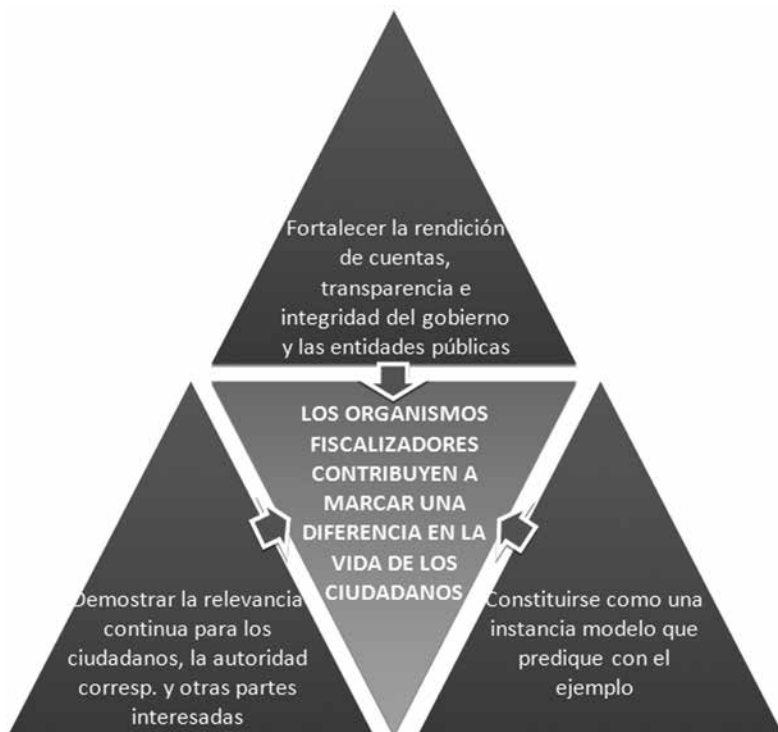 Fortalecer la rendición
de cuentas,
transparencia e
integridad del gobierno
y las entidades públicas
LOS ORGANISMOS
FISCALIZADORES
CONTRIBUYEN A
MARCAR UNA
DIFERENCIA EN LA
VIDA DE LOS
CIUDADANOS
Demostrar la relevancia
continua para los
ciudadanos, la autoridad
corresp. y otras partes
interesadas
Constituirse como una
instancia modelo que
predique con el
ejemplo